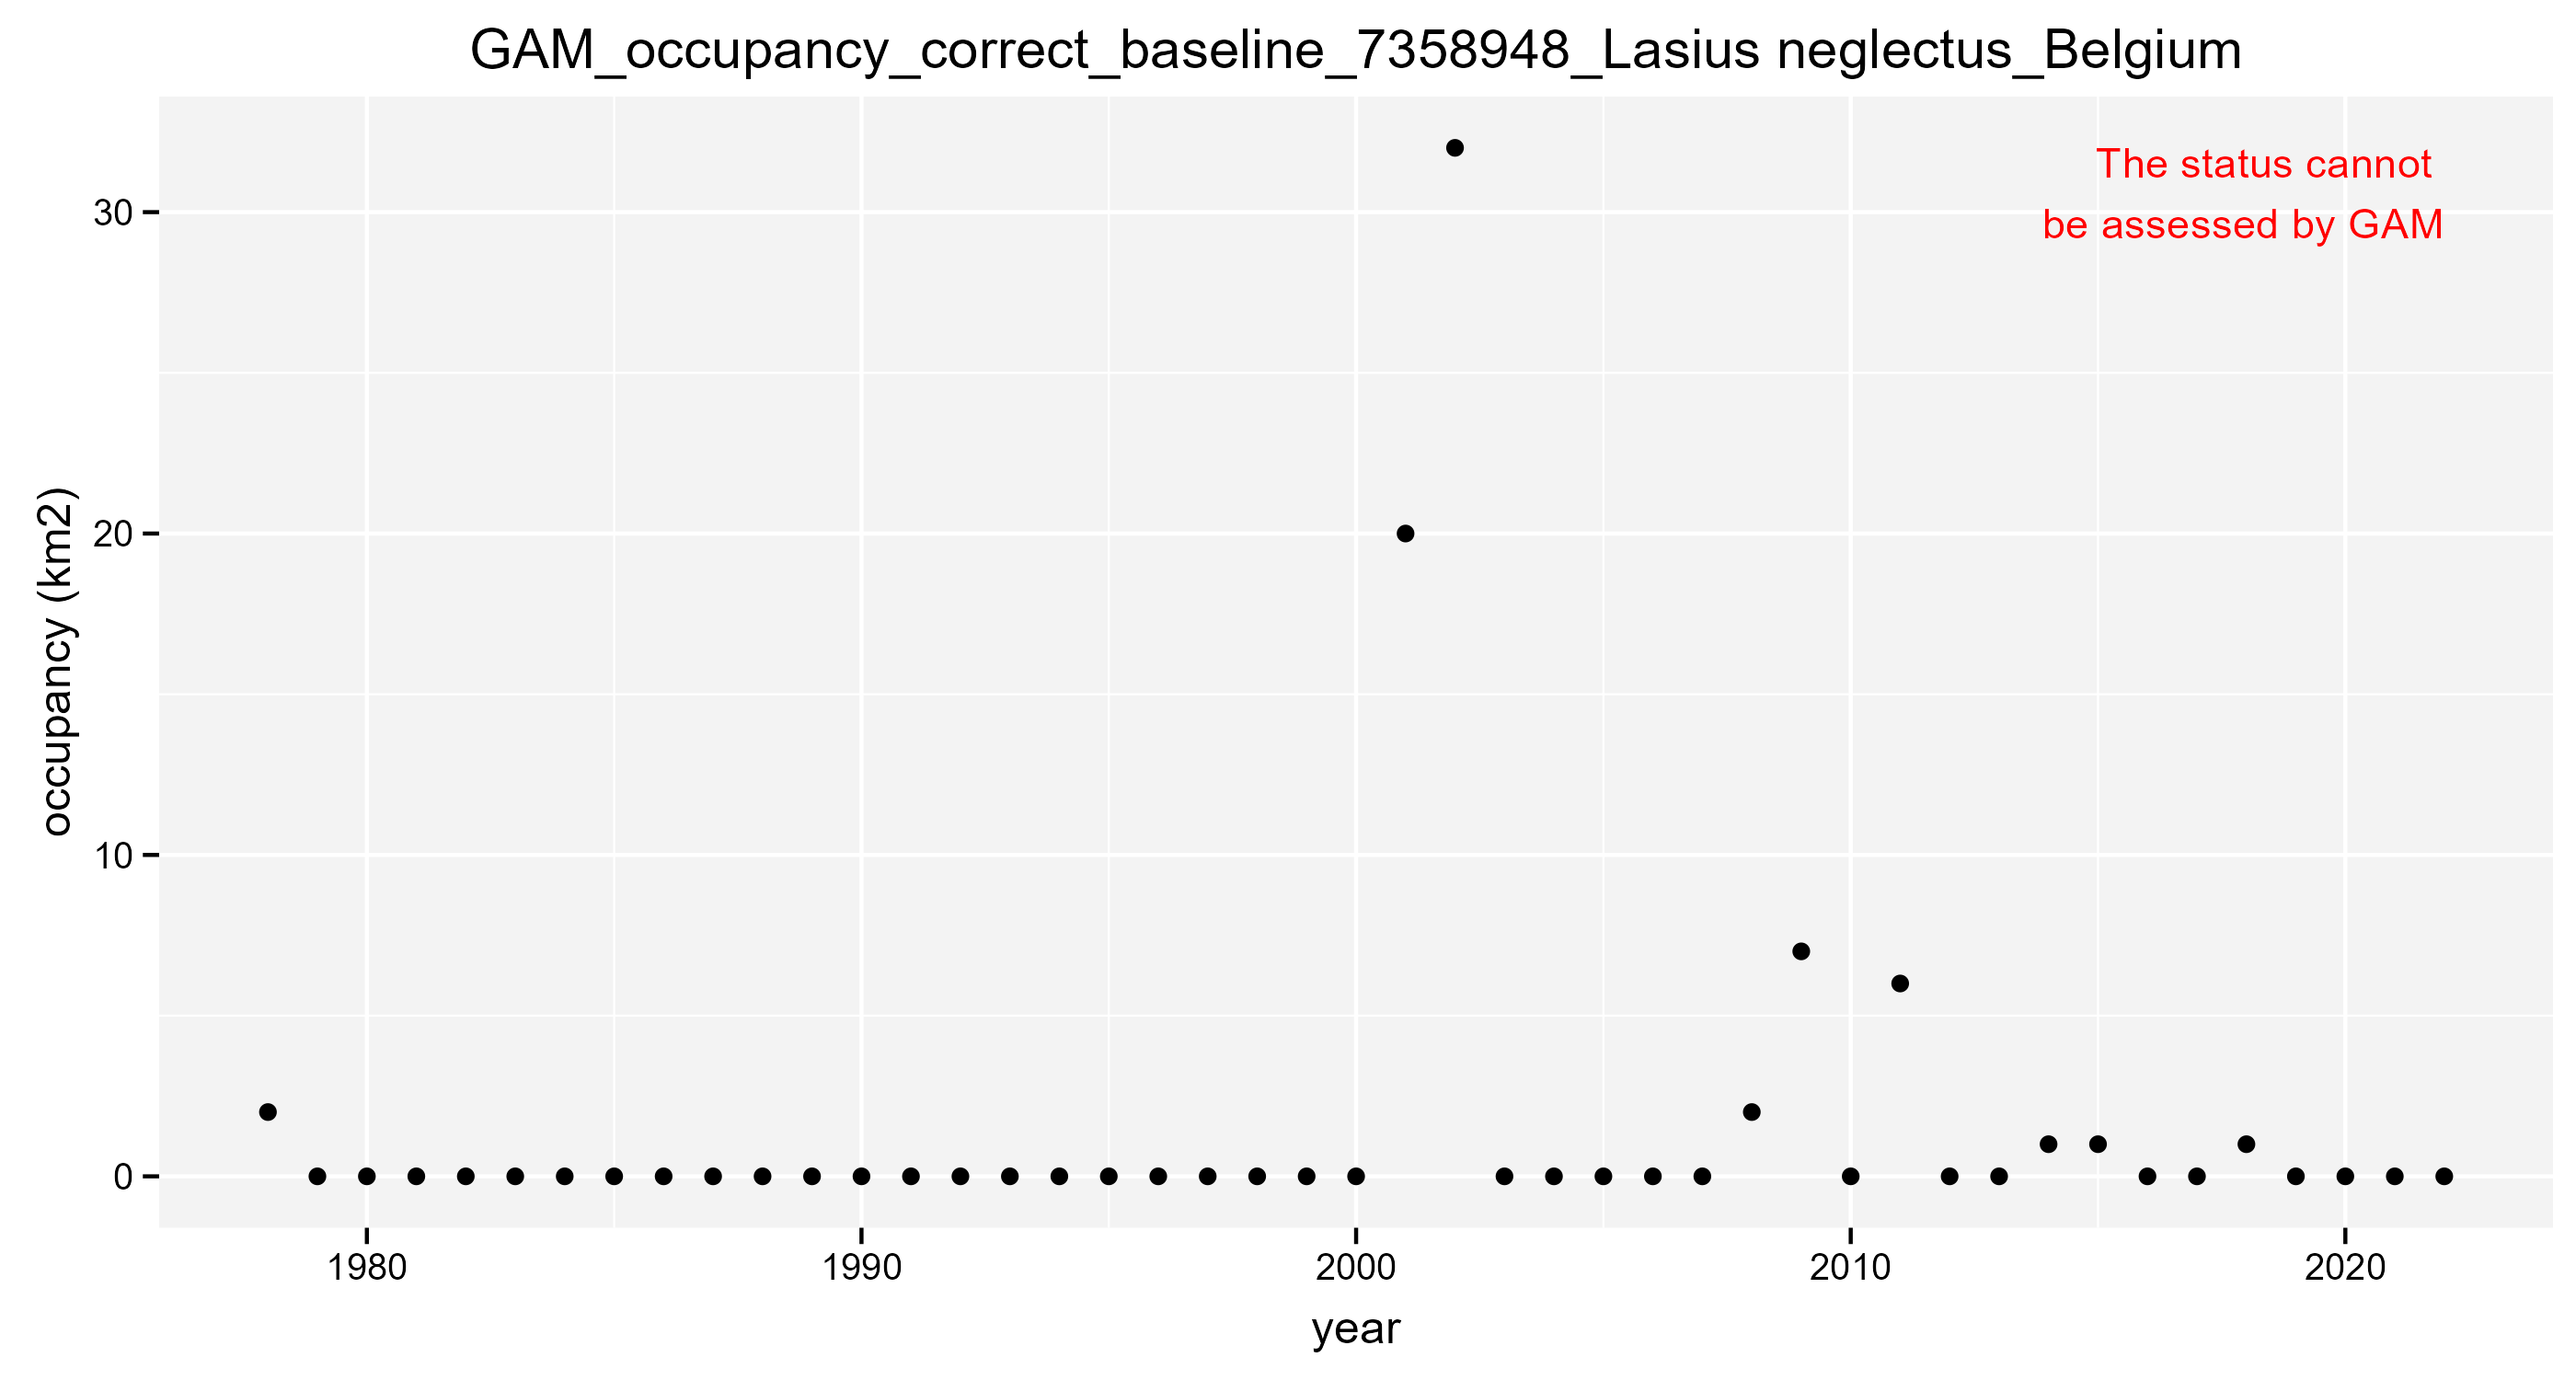 GAM_occupancy_correct_baseline_7358948_Lasius neglectus_Belgium
The status cannot
be assessed by GAM
occupancy (km2)
30
20
10
0
1980 1990 2000 2010 2020
year